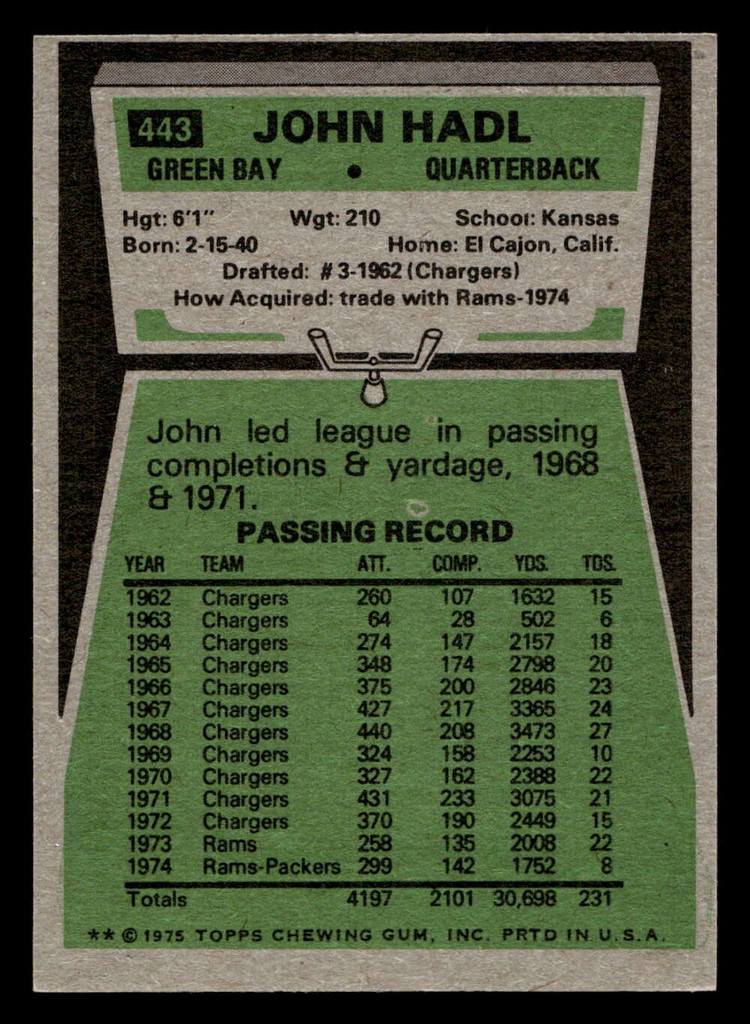 443 JOHN HADL
GREEN BAY • QUARTERBACK
Hgt: 6'1" Wgt: 210 School: Kansas
Born: 2-15-40 Home: El Cajon, Calif.
Drafted: #3-1962 (Chargers)
How Acquired: trade with Rams-1974
John led league in passing
completions & yardage, 1968
& 1971.
PASSING RECORD
YEAR TEAM ATT. COMP. YDS. TDS.
1962 Chargers 260 107 1632 15
1963 Chargers 64 28 502 6
1964 Chargers 274 147 2157 18
1965 Chargers 348 174 2798 20
1966 Chargers 375 200 2846 23
1967 Chargers 427 217 3365 24
1968 Chargers 440 208 3473 27
1969 Chargers 324 158 2253 10
1970 Chargers 327 162 2388 22
1971 Chargers 431 233 3075 21
1972 Chargers 370 190 2449 15
1973 Rams 258 135 2008 22
1974 Rams-Packers 299 142 1752 8
Totals 4197 2101 30,698 231
** © 1975 TOPPS CHEWING GUM, INC. PRTD IN U.S.A.